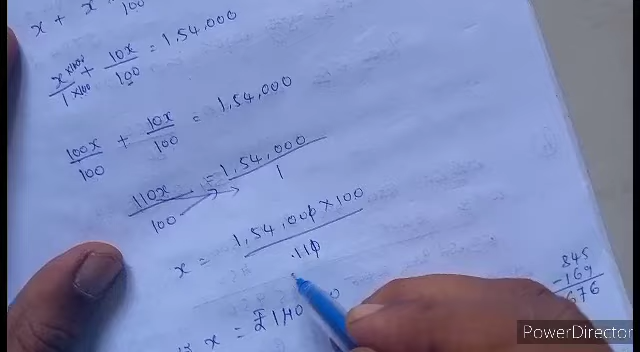 x + x
100
x×100/1×100 + 10x/100 = 1,54,000
100x/100 + 10x/100 = 1,54,000
110x/100 = 1,54,000/1
x = 1,54,000×100/110
x = ₹140
845
-169
676
PowerDirector